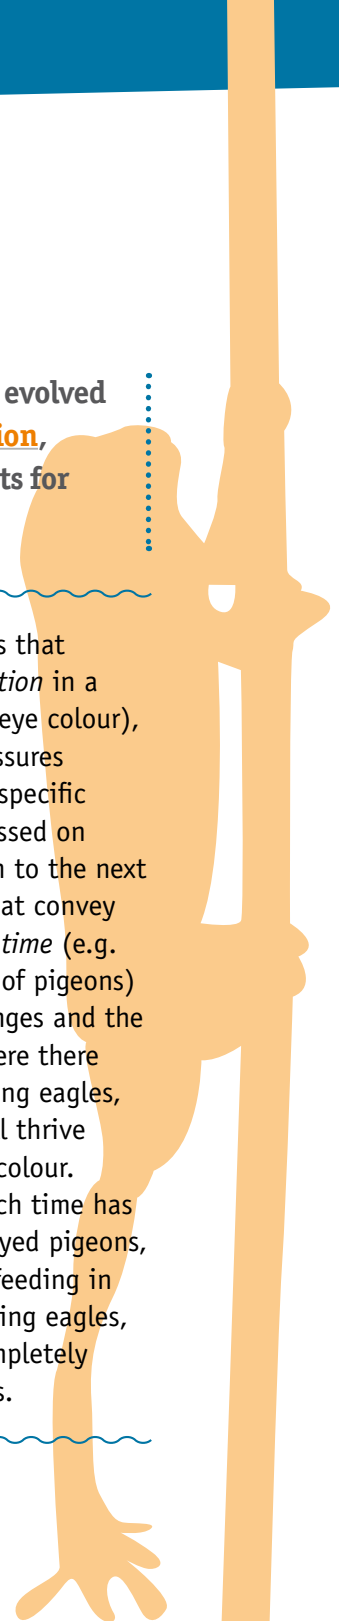 evolved
ion,
ts for
s that
tion in a
eye colour),
ssures
specific
ssed on
n to the next
at convey
time (e.g.
of pigeons)
nges and the
ere there
ng eagles,
l thrive
colour.
ch time has
yed pigeons,
feeding in
ing eagles,
mpletely
s.